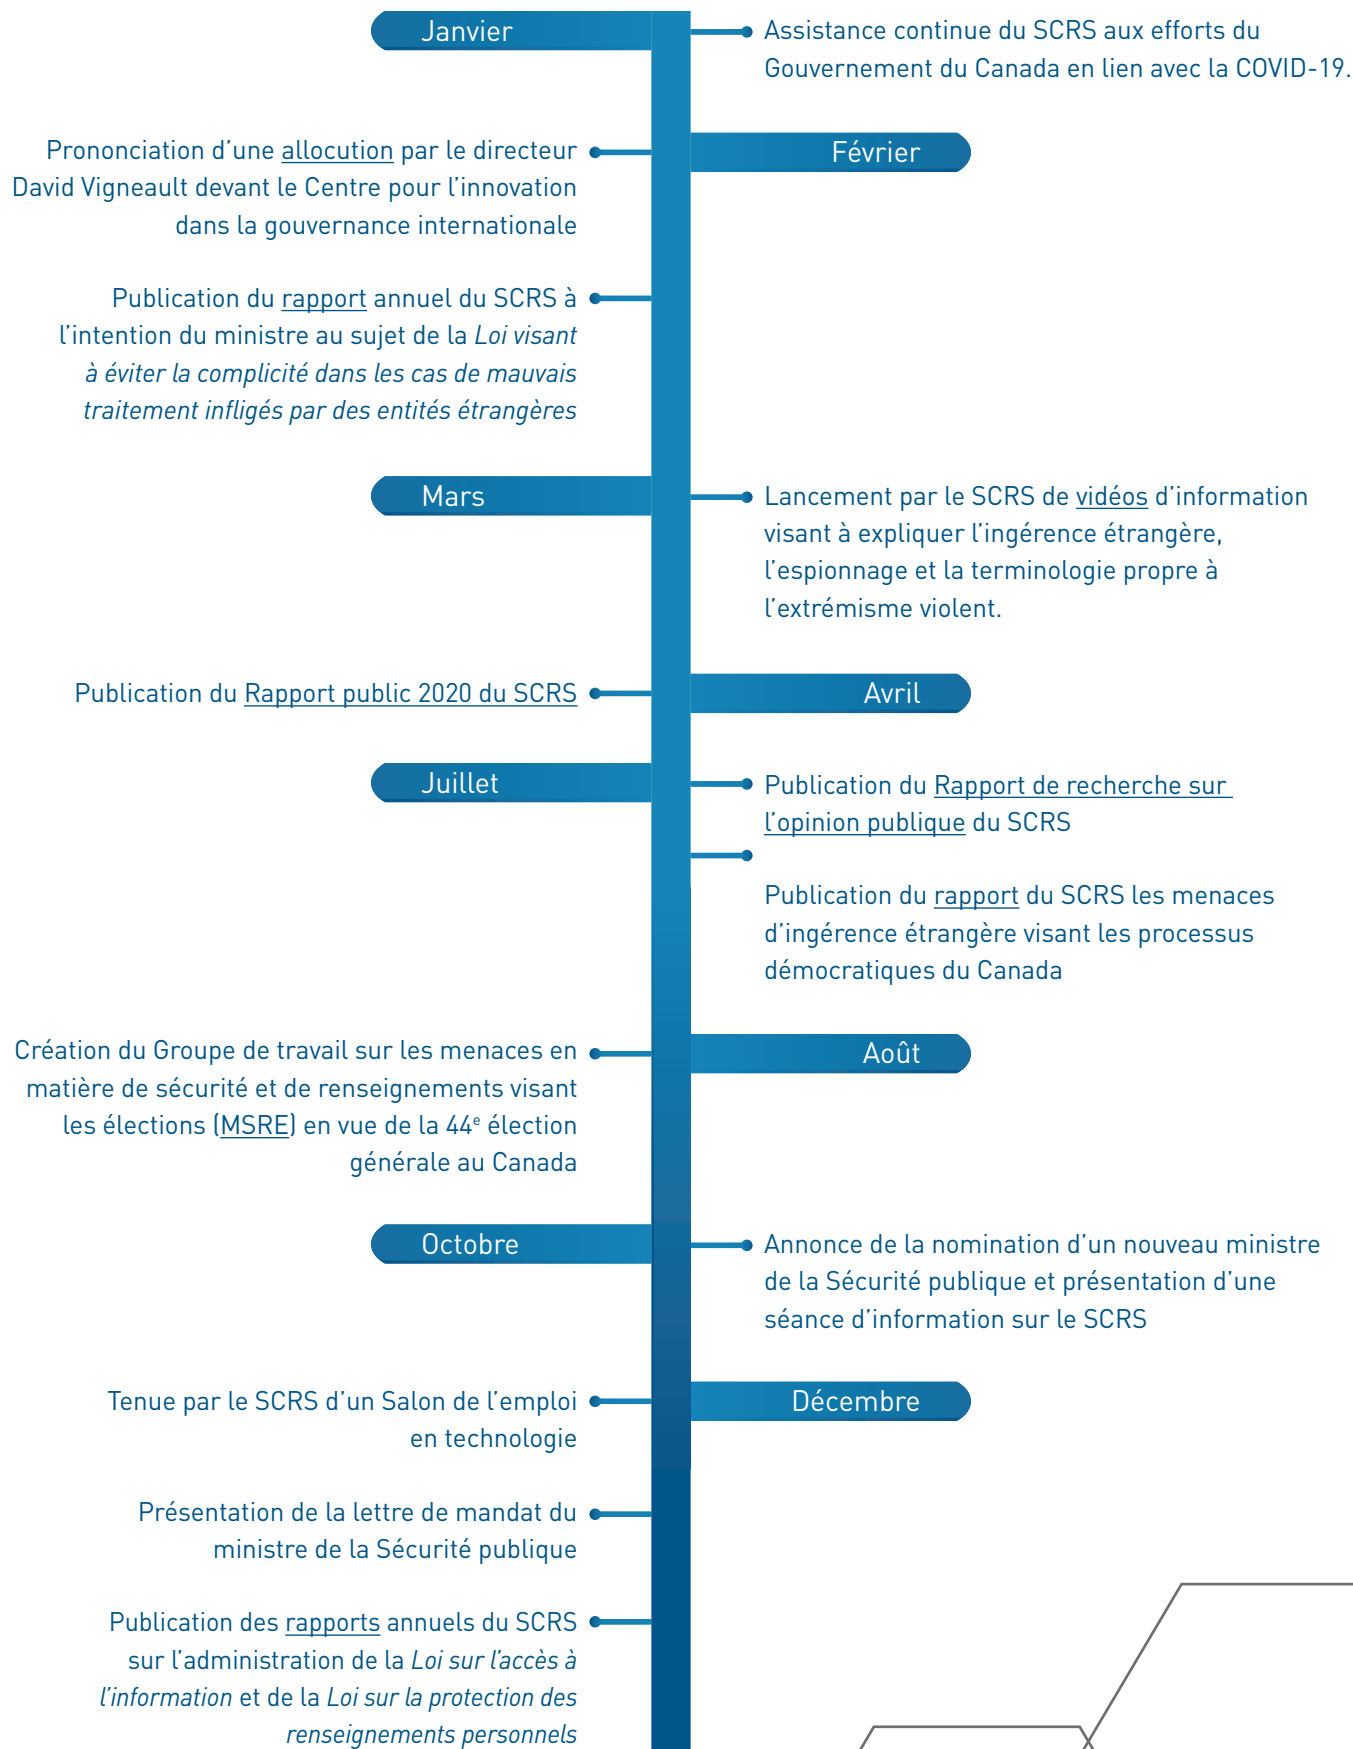 Janvier
Assistance continue du SCRS aux efforts du
Gouvernement du Canada en lien avec la COVID-19.
Février
Prononciation d’une allocution par le directeur
David Vigneault devant le Centre pour l’innovation
dans la gouvernance internationale
Publication du rapport annuel du SCRS à
l’intention du ministre au sujet de la Loi visant
à éviter la complicité dans les cas de mauvais
traitement infligés par des entités étrangères
Mars
Lancement par le SCRS de vidéos d’information
visant à expliquer l’ingérence étrangère,
l’espionnage et la terminologie propre à
l’extrémisme violent.
Avril
Publication du Rapport public 2020 du SCRS
Juillet
Publication du Rapport de recherche sur
l’opinion publique du SCRS
Publication du rapport du SCRS les menaces
d’ingérence étrangère visant les processus
démocratiques du Canada
Août
Création du Groupe de travail sur les menaces en
matière de sécurité et de renseignements visant
les élections (MSRE) en vue de la 44e élection
générale au Canada
Octobre
Annonce de la nomination d’un nouveau ministre
de la Sécurité publique et présentation d’une
séance d’information sur le SCRS
Décembre
Tenue par le SCRS d’un Salon de l’emploi
en technologie
Présentation de la lettre de mandat du
ministre de la Sécurité publique
Publication des rapports annuels du SCRS
sur l’administration de la Loi sur l’accès à
l’information et de la Loi sur la protection des
renseignements personnels